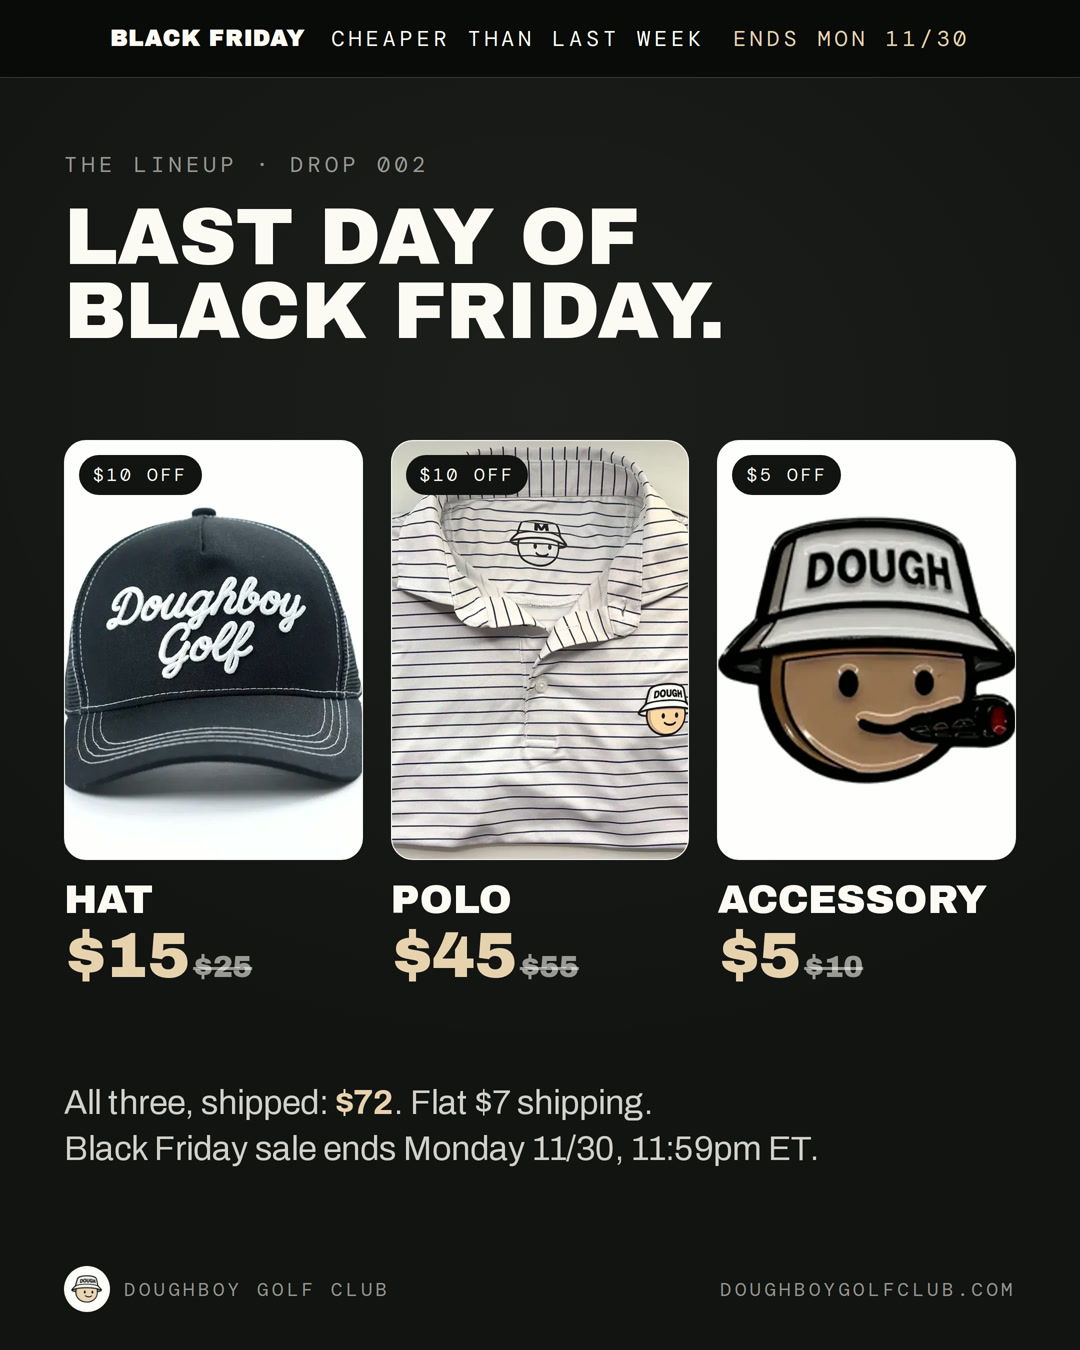 BLACK FRIDAY CHEAPER THAN LAST WEEK ENDS MON 11/30
THE LINEUP · DROP 002
LAST DAY OF
BLACK FRIDAY.
$10 OFF
$10 OFF
$5 OFF
Doughboy
Golf
M
DOUGH
DOUGH
HAT
$15 $25
POLO
$45 $55
ACCESSORY
$5 $10
All three, shipped: $72. Flat $7 shipping.
Black Friday sale ends Monday 11/30, 11:59pm ET.
DOUGH
DOUGHBOY GOLF CLUB
DOUGHBOYGOLFCLUB.COM